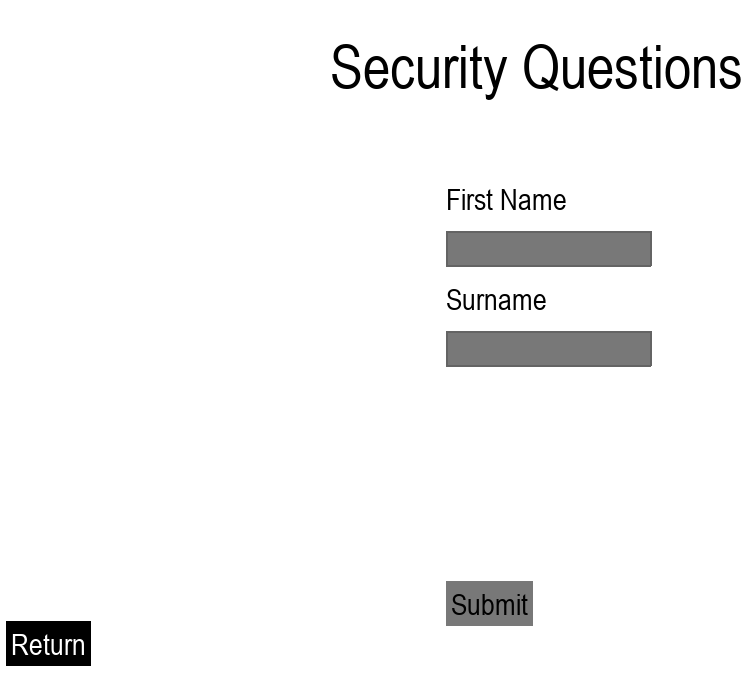 Security Questions
First Name
Surname
Submit
Return